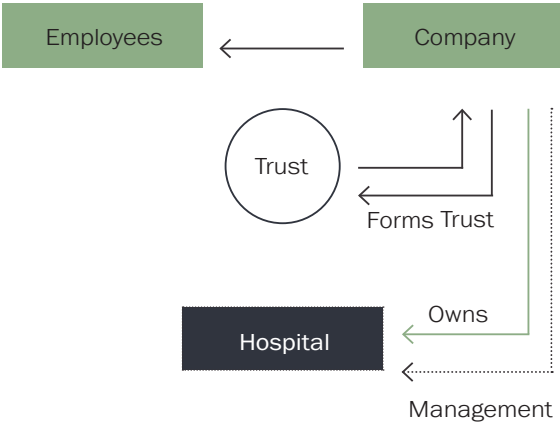 Employees
Company
Trust
Forms Trust
Owns
Hospital
Management